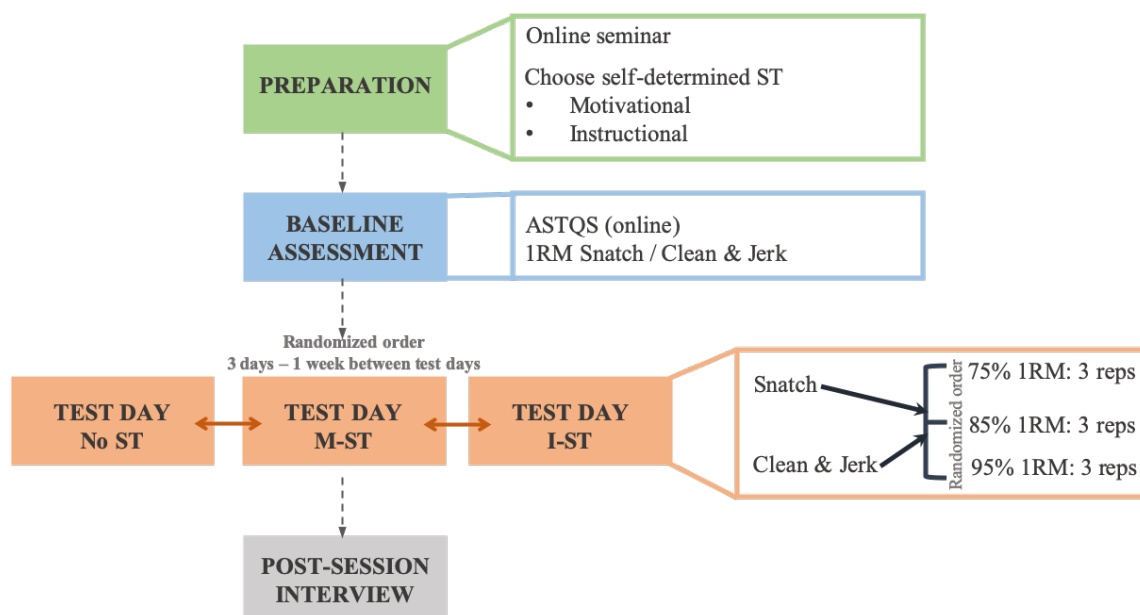 PREPARATION
Online seminar
Choose self-determined ST
• Motivational
• Instructional
BASELINE
ASSESSMENT
ASTQS (online)
1RM Snatch / Clean & Jerk
Randomized order
3 days – 1 week between test days
TEST DAY
No ST
TEST DAY
M-ST
TEST DAY
I-ST
Snatch
Clean & Jerk
Randomized order
75% 1RM: 3 reps
85% 1RM: 3 reps
95% 1RM: 3 reps
POST-SESSION
INTERVIEW